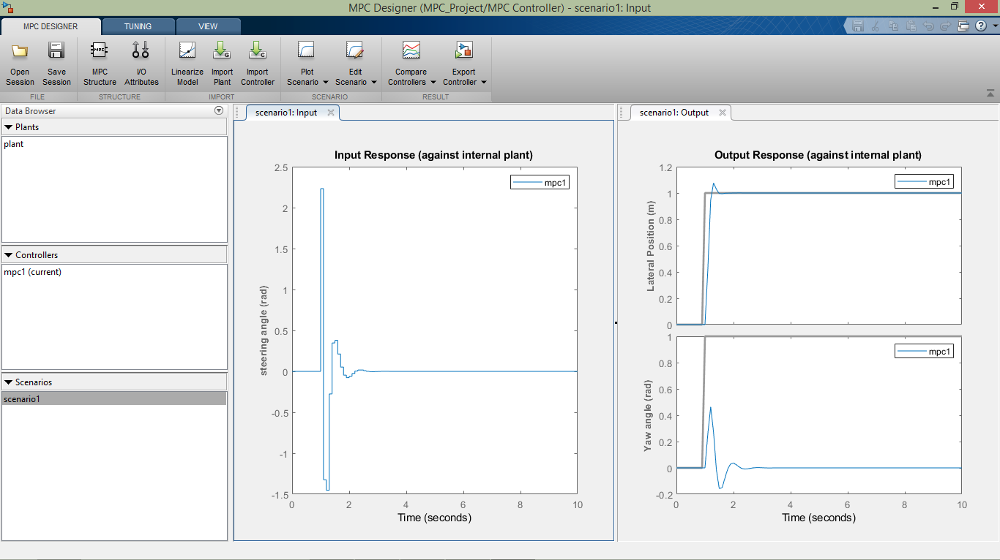 MPC Designer (MPC_Project/MPC Controller) - scenario1: Input
MPC DESIGNER
TUNING
VIEW
Open Session
Save Session
MPC
MPC Structure
I/O Attributes
Linearize Model
G
Import Plant
C
Import Controller
Plot Scenario
Edit Scenario
Compare Controllers
Export Controller
FILE
STRUCTURE
IMPORT
SCENARIO
RESULT
Data Browser
Plants
plant
Controllers
mpc1 (current)
Scenarios
scenario1
scenario1: Input
Input Response (against internal plant)
mpc1
steering angle (rad)
2.5
2
1.5
1
0.5
0
-0.5
-1
-1.5
0 2 4 6 8 10
Time (seconds)
scenario1: Output
Output Response (against internal plant)
mpc1
Lateral Position (m)
1.2
1
0.8
0.6
0.4
0.2
0
mpc1
Yaw angle (rad)
1
0.8
0.6
0.4
0.2
0
-0.2
0 2 4 6 8 10
Time (seconds)